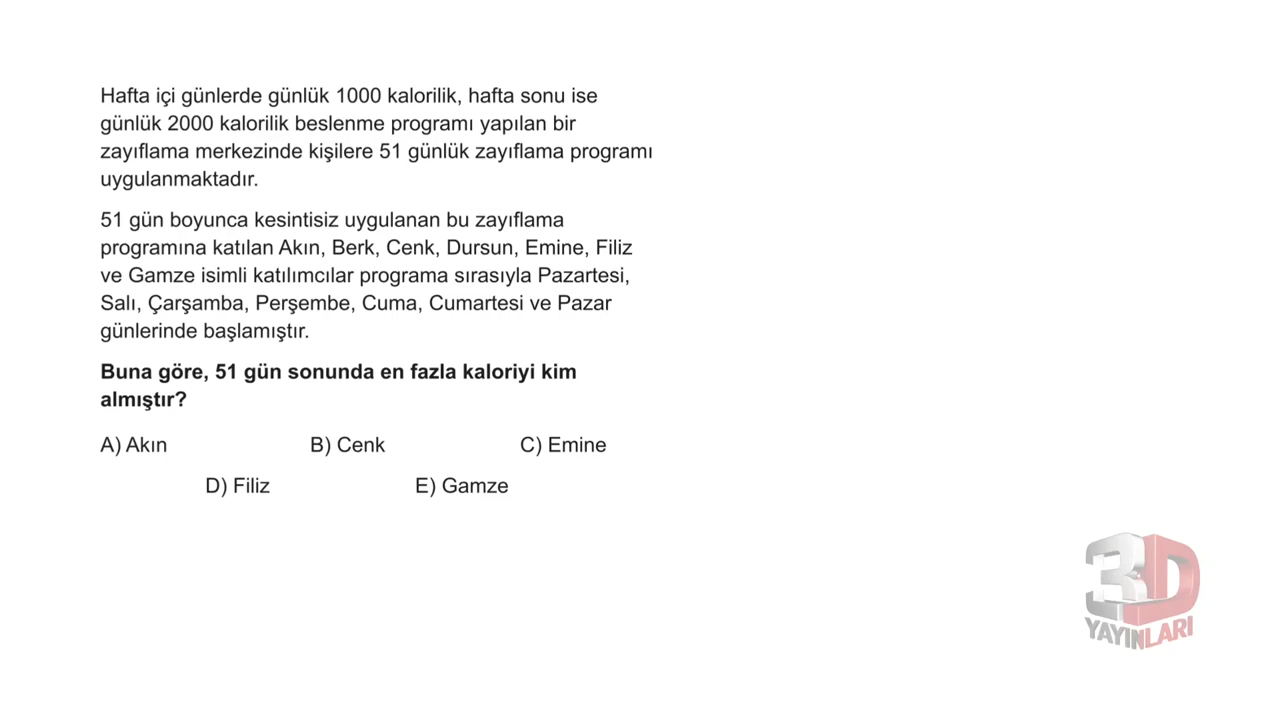 Hafta içi günlerde günlük 1000 kalorilik, hafta sonu ise
günlük 2000 kalorilik beslenme programı yapılan bir
zayıflama merkezinde kişilere 51 günlük zayıflama programı
uygulanmaktadır.
51 gün boyunca kesintisiz uygulanan bu zayıflama
programına katılan Akın, Berk, Cenk, Dursun, Emine, Filiz
ve Gamze isimli katılımcılar programa sırasıyla Pazartesi,
Salı, Çarşamba, Perşembe, Cuma, Cumartesi ve Pazar
günlerinde başlamıştır.
Buna göre, 51 gün sonunda en fazla kaloriyi kim
almıştır?
A) Akın B) Cenk C) Emine
D) Filiz E) Gamze
3D
YAYINLARI